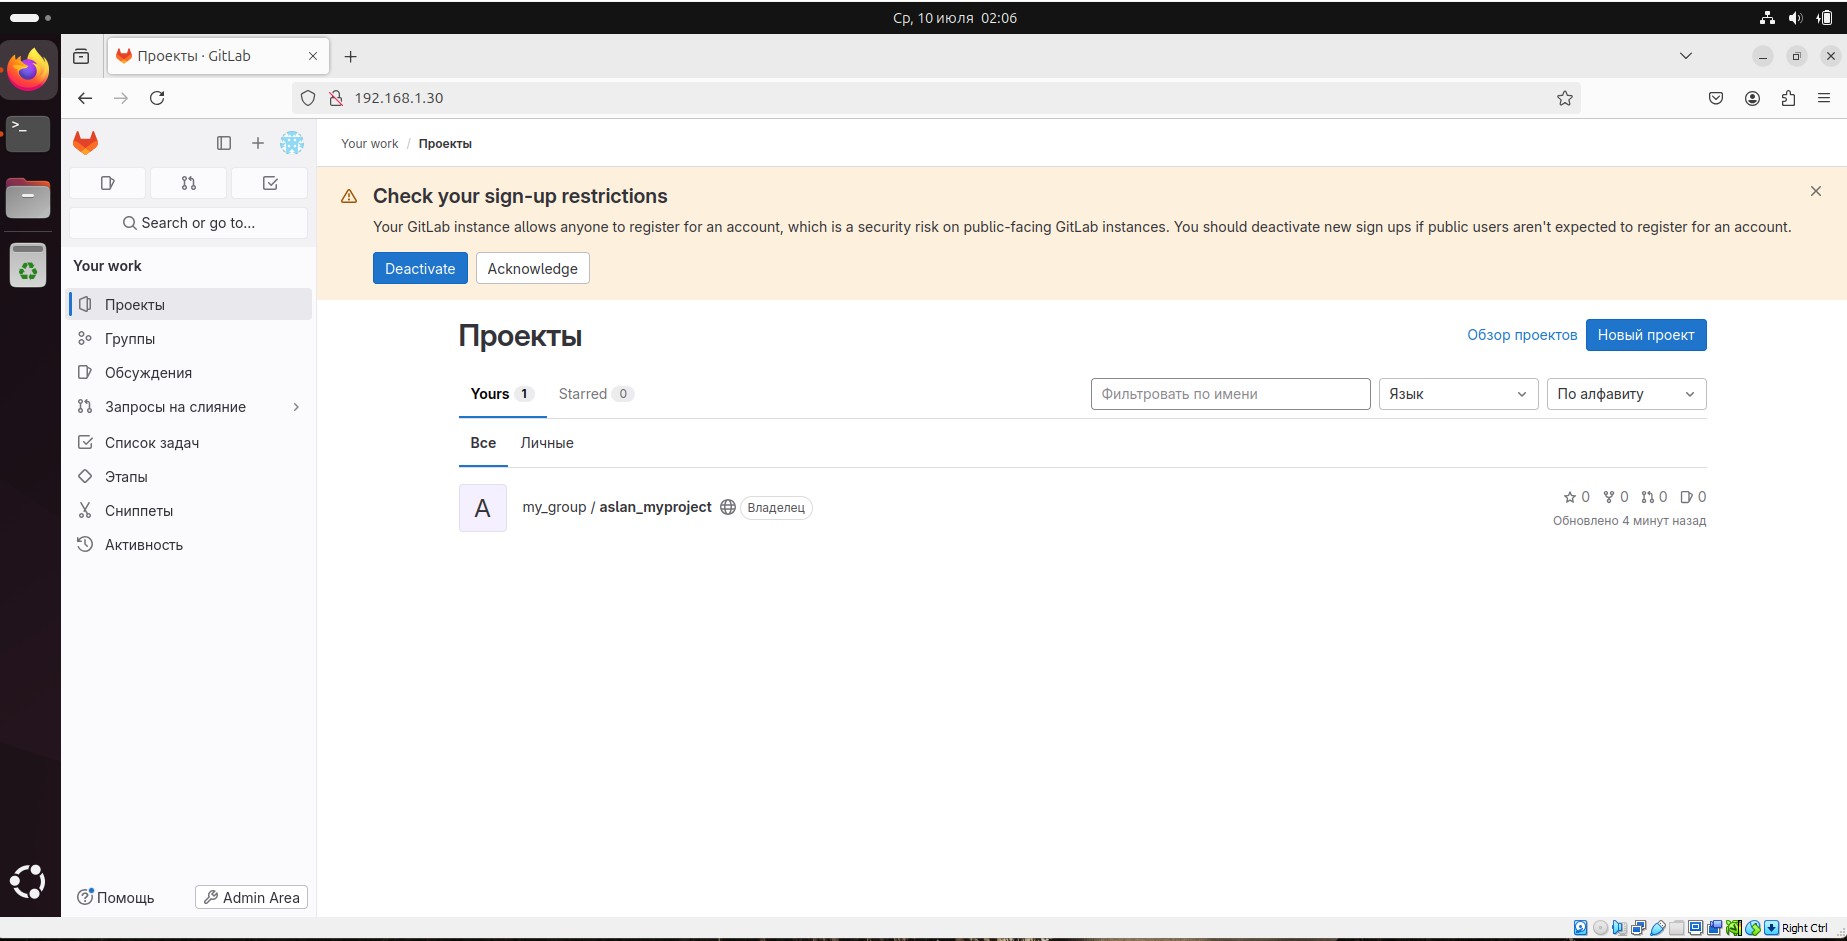 Ср, 10 июля 02:06
Проекты · GitLab
192.168.1.30
Your work / Проекты
Search or go to...
Your work
Проекты
Группы
Обсуждения
Запросы на слияние
Список задач
Этапы
Сниппеты
Активность
Помощь
Admin Area
Check your sign-up restrictions
Your GitLab instance allows anyone to register for an account, which is a security risk on public-facing GitLab instances. You should deactivate new sign ups if public users aren't expected to register for an account.
Deactivate Acknowledge
Проекты
Обзор проектов Новый проект
Yours 1 Starred 0
Фильтровать по имени Язык По алфавиту
Все Личные
A my_group / aslan_myproject Владелец
0 0 0 0
Обновлено 4 минут назад
Right Ctrl